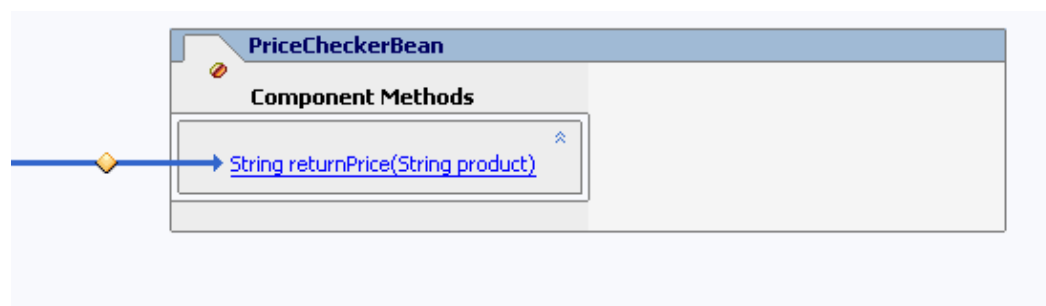 PriceCheckerBean
Component Methods
String returnPrice(String product)